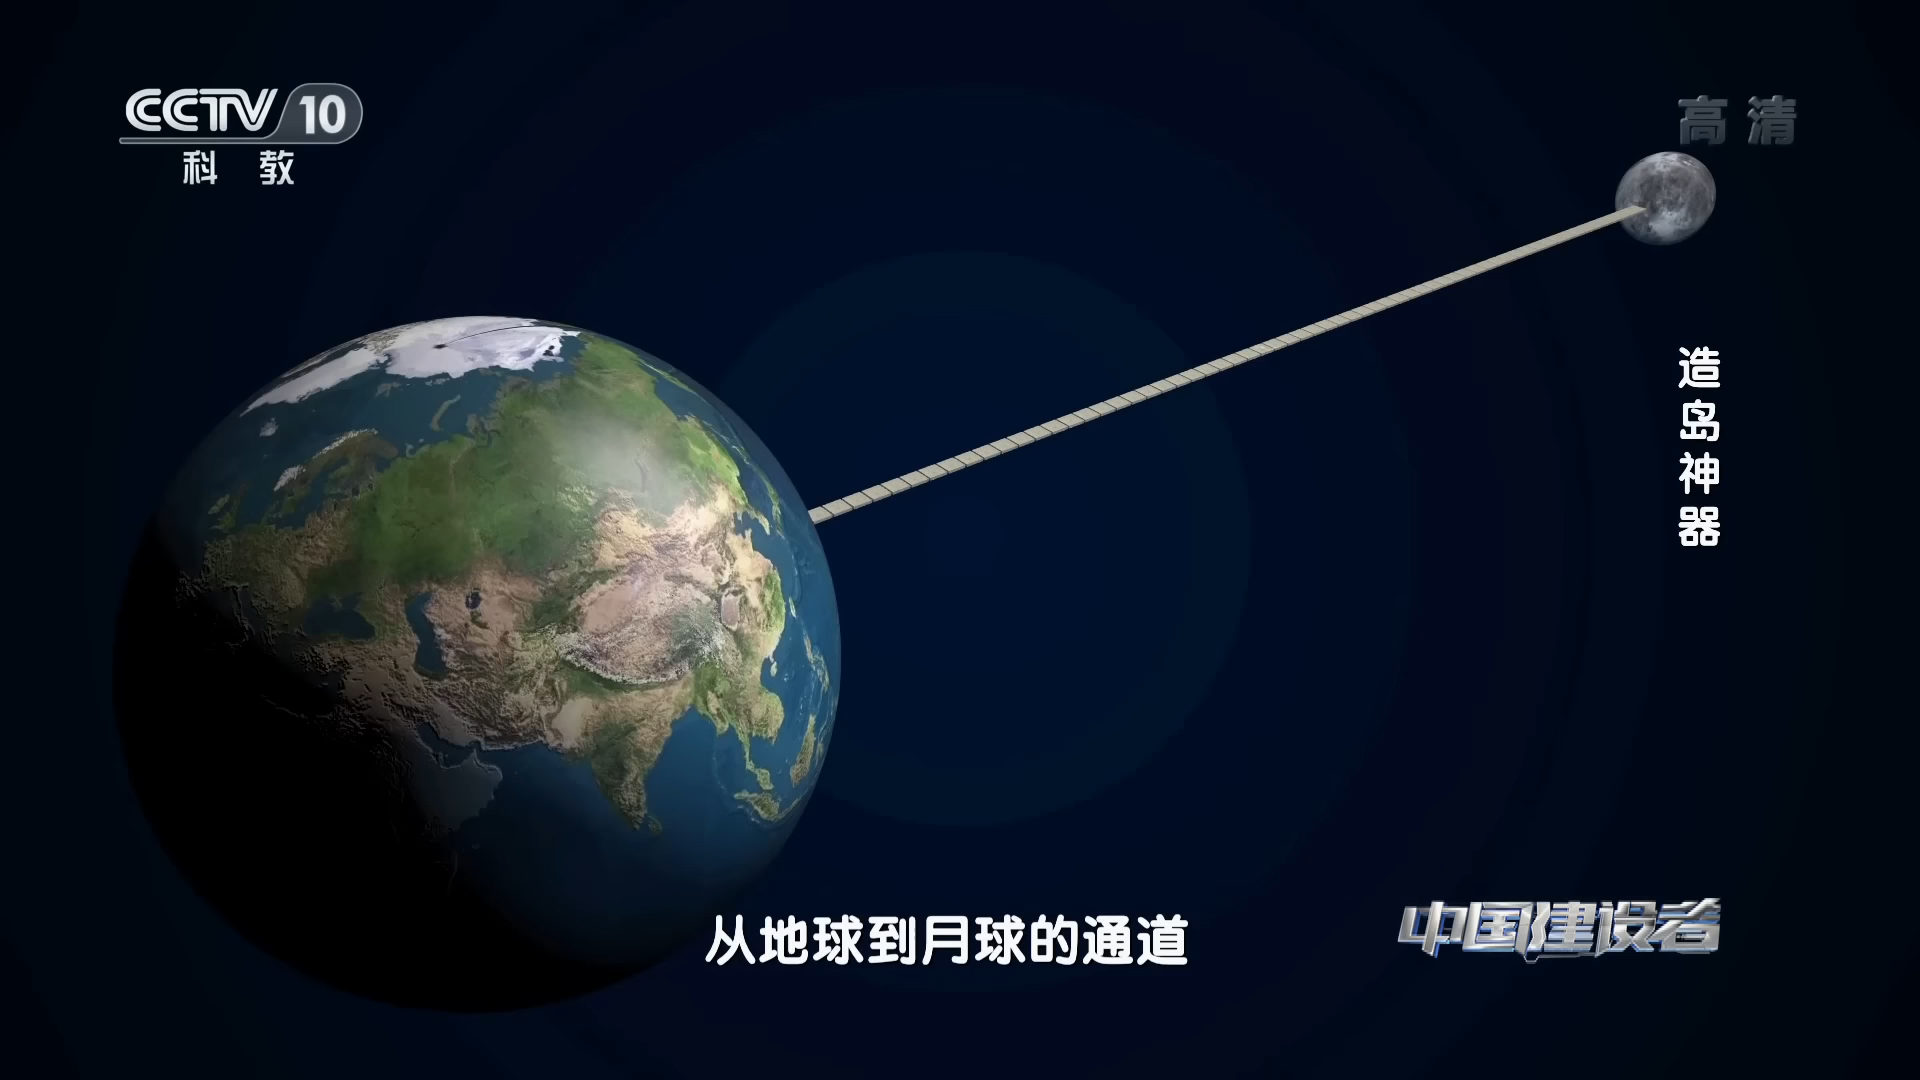 CCTV 10
科 教
高 清
造岛神器
从地球到月球的通道
中国建设者